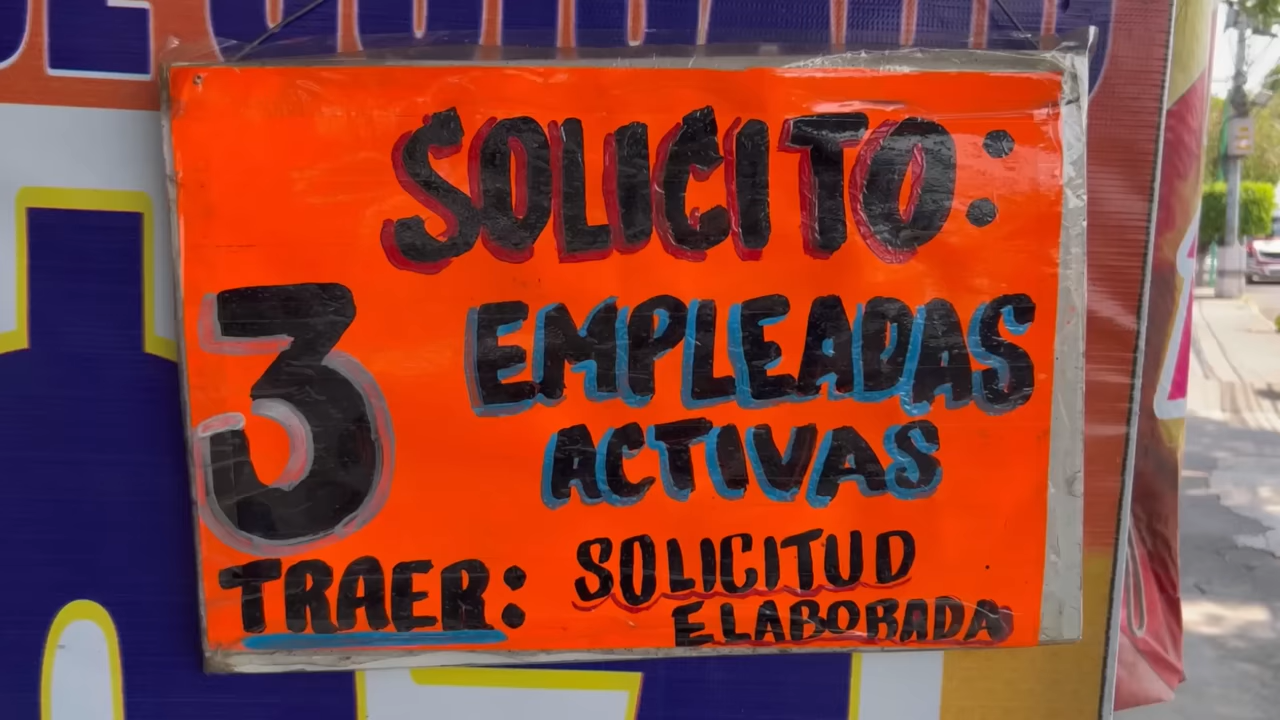 SOLICITO:
3 EMPLEADAS
ACTIVAS
TRAER: SOLICITUD
ELABORADA